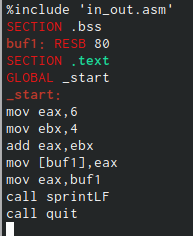 %include 'in_out.asm'
SECTION .bss
buf1: RESB 80
SECTION .text
GLOBAL _start
_start:
mov eax,6
mov ebx,4
add eax,ebx
mov [buf1],eax
mov eax,buf1
call sprintLF
call quit